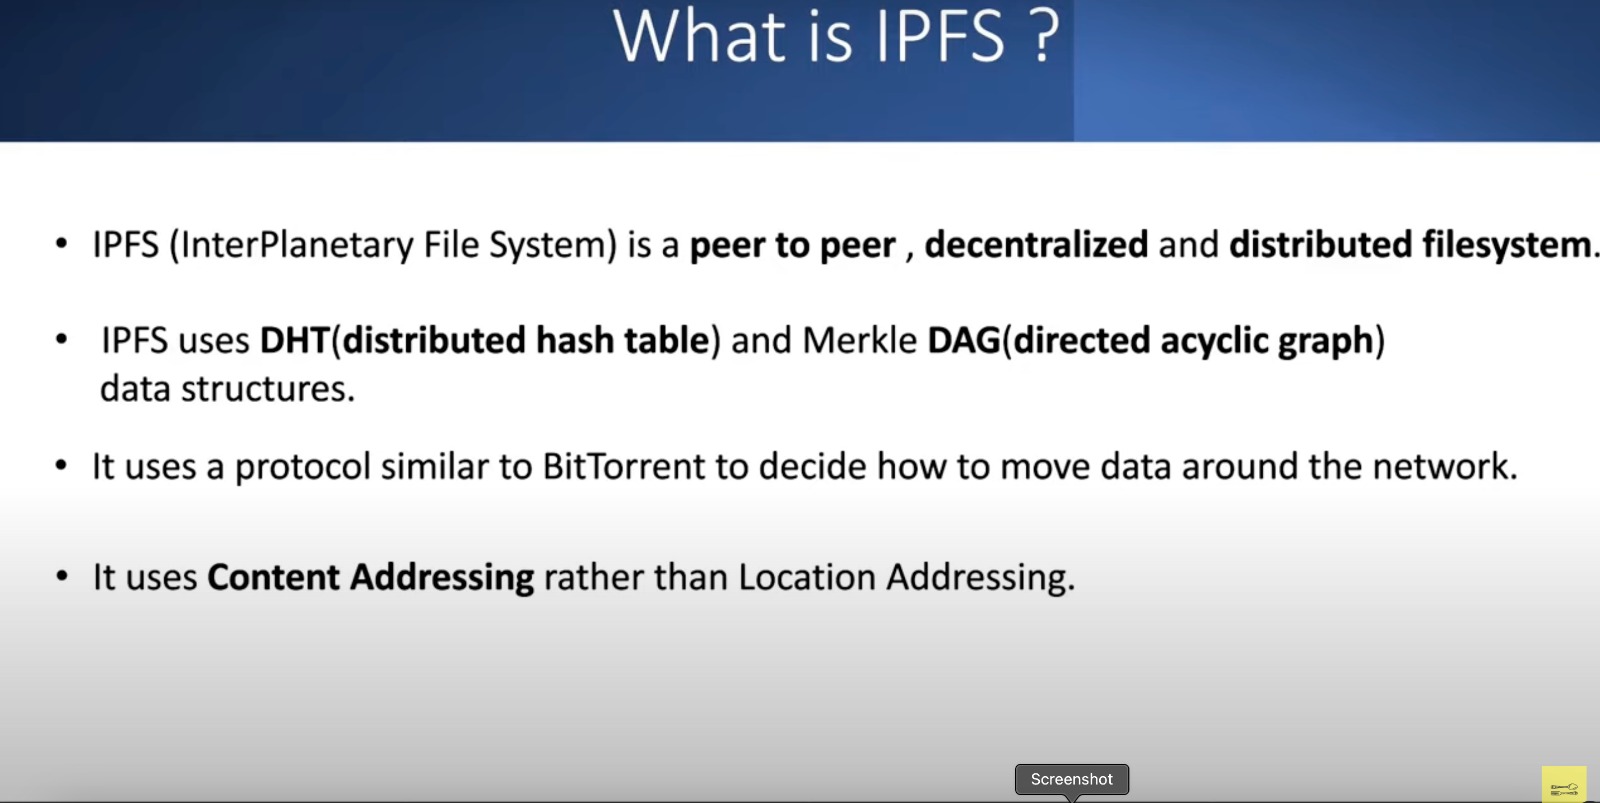 What is IPFS ?
• IPFS (InterPlanetary File System) is a peer to peer , decentralized and distributed filesystem.
• IPFS uses DHT(distributed hash table) and Merkle DAG(directed acyclic graph)
data structures.
• It uses a protocol similar to BitTorrent to decide how to move data around the network.
• It uses Content Addressing rather than Location Addressing.
Screenshot